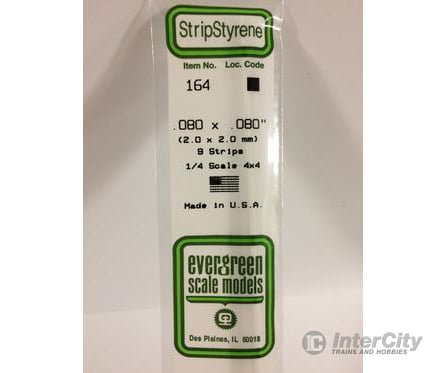 StripStyrene
Item No. Loc. Code
164
.080 x .080"
(2.0 x 2.0 mm)
9 Strips
1/4 Scale 4x4
Made in U.S.A.
evergreen
scale models
Des Plaines, IL 60018
InterCity
TRAINS AND HOBBIES